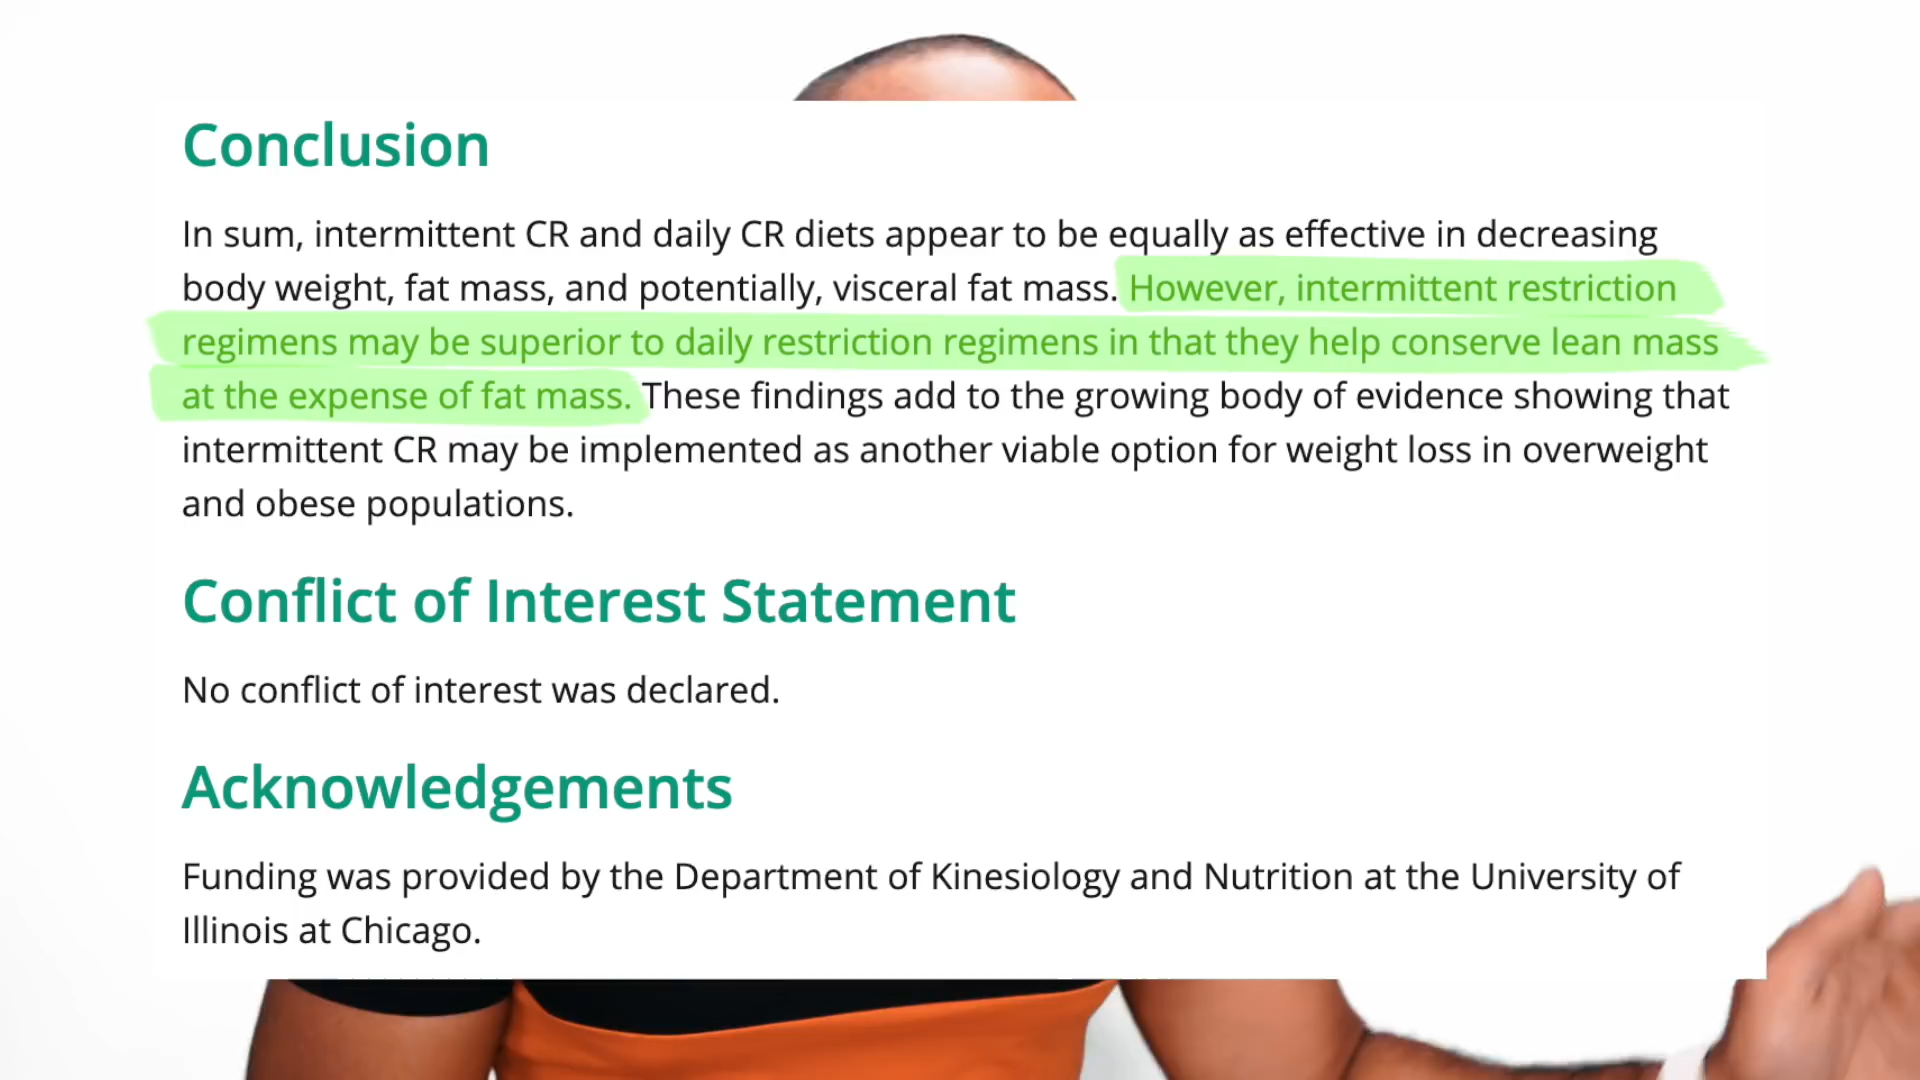 Conclusion
In sum, intermittent CR and daily CR diets appear to be equally as effective in decreasing
body weight, fat mass, and potentially, visceral fat mass. However, intermittent restriction
regimens may be superior to daily restriction regimens in that they help conserve lean mass
at the expense of fat mass. These findings add to the growing body of evidence showing that
intermittent CR may be implemented as another viable option for weight loss in overweight
and obese populations.
Conflict of Interest Statement
No conflict of interest was declared.
Acknowledgements
Funding was provided by the Department of Kinesiology and Nutrition at the University of
Illinois at Chicago.